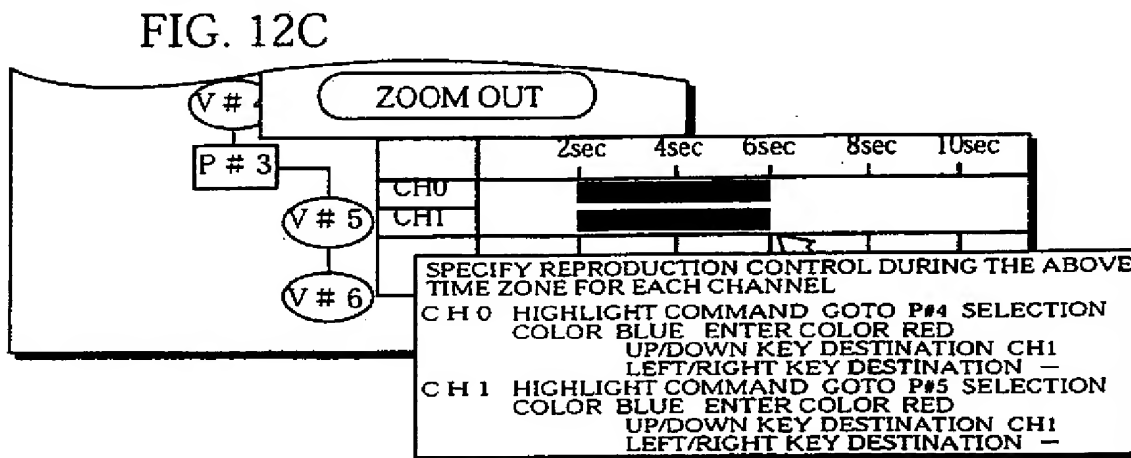 FIG. 12C
V # 4
ZOOM OUT
P # 3
2sec 4sec 6sec 8sec 10sec
CH0
CH1
V # 5
V # 6
SPECIFY REPRODUCTION CONTROL DURING THE ABOVE
TIME ZONE FOR EACH CHANNEL
CH0 HIGHLIGHT COMMAND GOTO P#4 SELECTION
COLOR BLUE ENTER COLOR RED
UP/DOWN KEY DESTINATION CH1
LEFT/RIGHT KEY DESTINATION —
CH1 HIGHLIGHT COMMAND GOTO P#5 SELECTION
COLOR BLUE ENTER COLOR RED
UP/DOWN KEY DESTINATION CH1
LEFT/RIGHT KEY DESTINATION —